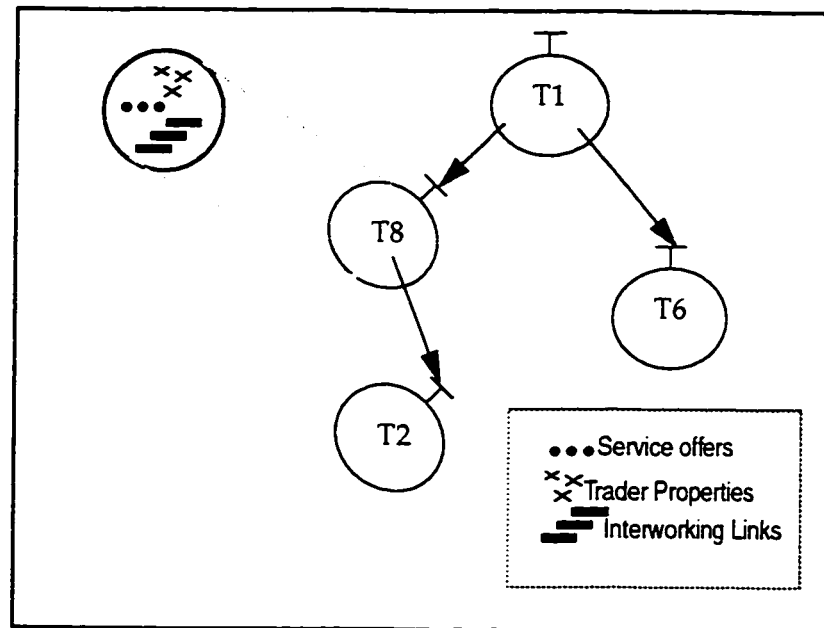 T1
T8
T6
T2
Service offers
Trader Properties
Interworking Links